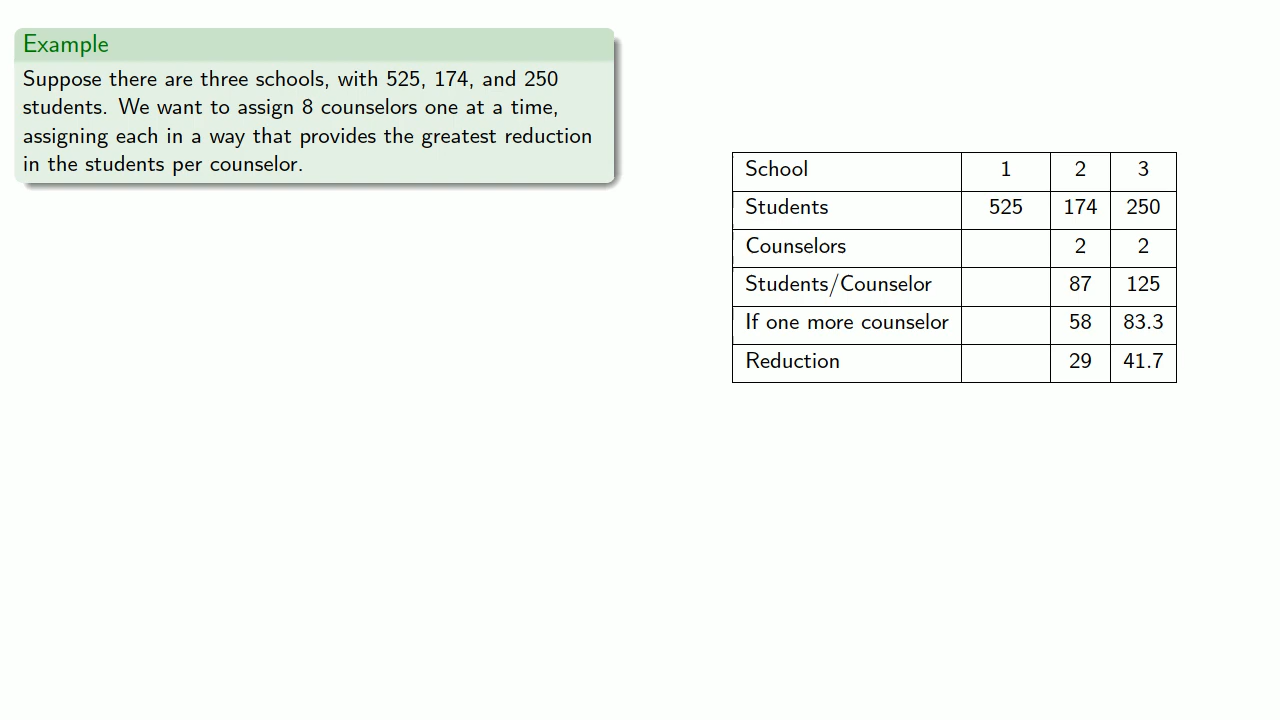 Example
Suppose there are three schools, with 525, 174, and 250
students. We want to assign 8 counselors one at a time,
assigning each in a way that provides the greatest reduction
in the students per counselor.
School 1 2 3
Students 525 174 250
Counselors 2 2
Students/Counselor 87 125
If one more counselor 58 83.3
Reduction 29 41.7